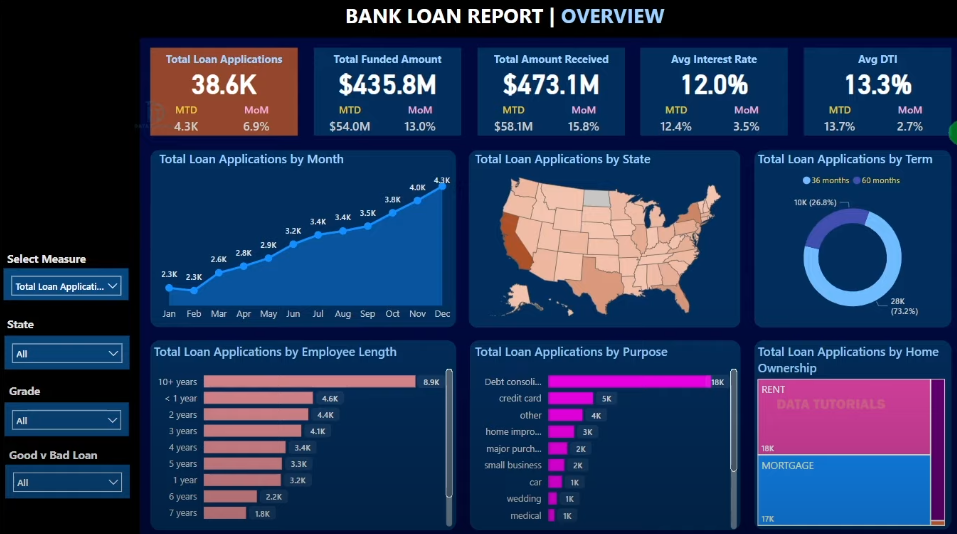 BANK LOAN REPORT | OVERVIEW
Total Loan Applications
38.6K
MTD MoM
4.3K 6.9%
Total Funded Amount
$435.8M
MTD MoM
$54.0M 13.0%
Total Amount Received
$473.1M
MTD MoM
$58.1M 15.8%
Avg Interest Rate
12.0%
MTD MoM
12.4% 3.5%
Avg DTI
13.3%
MTD MoM
13.7% 2.7%
Select Measure
Total Loan Applicati...
State
All
Grade
All
Good v Bad Loan
All
Total Loan Applications by Month
2.3K 2.3K 2.6K 2.8K 2.9K 3.2K 3.4K 3.4K 3.5K 3.8K 4.0K 4.3K
Jan Feb Mar Apr May Jun Jul Aug Sep Oct Nov Dec
Total Loan Applications by State
Total Loan Applications by Term
36 months 60 months
10K (26.8%)
28K
(73.2%)
Total Loan Applications by Employee Length
10+ years 8.9K
< 1 year 4.6K
2 years 4.4K
3 years 4.1K
4 years 3.4K
5 years 3.3K
1 year 3.2K
6 years 2.2K
7 years 1.8K
Total Loan Applications by Purpose
Debt consoli... 18K
credit card 5K
other 4K
home impro... 3K
major purch... 2K
small business 2K
car 1K
wedding 1K
medical 1K
Total Loan Applications by Home
Ownership
RENT
DATA TUTORIALS
18K
MORTGAGE
17K